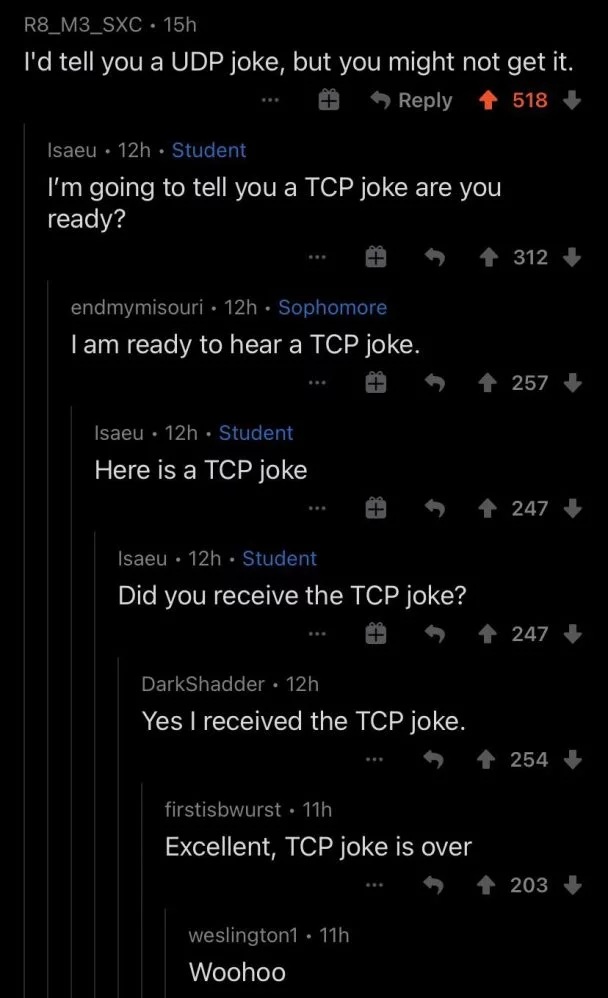 R8_M3_SXC • 15h
I'd tell you a UDP joke, but you might not get it.
Reply 518
Isaeu • 12h • Student
I’m going to tell you a TCP joke are you
ready?
312
endmymisouri • 12h • Sophomore
I am ready to hear a TCP joke.
257
Isaeu • 12h • Student
Here is a TCP joke
247
Isaeu • 12h • Student
Did you receive the TCP joke?
247
DarkShadder • 12h
Yes I received the TCP joke.
254
firstisbwurst • 11h
Excellent, TCP joke is over
203
weslington1 • 11h
Woohoo